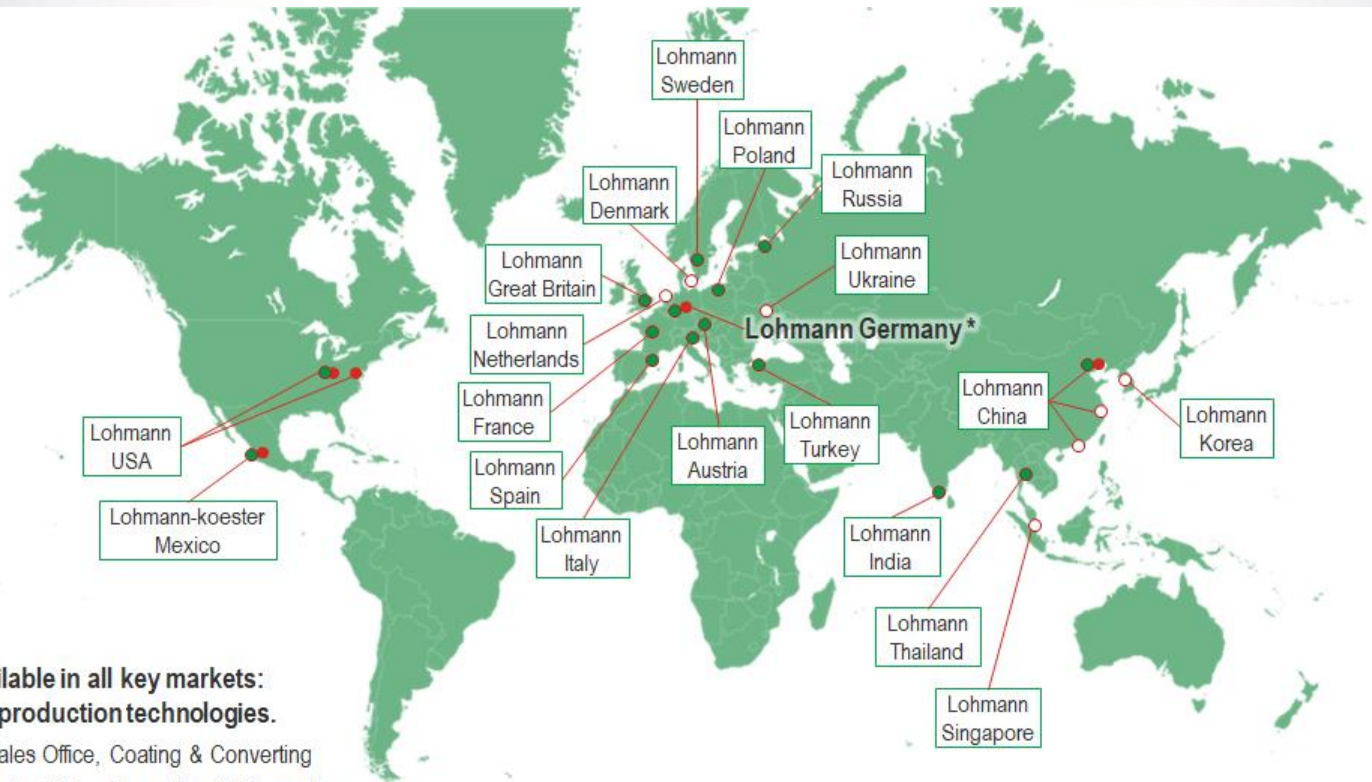 Lohmann
Sweden
Lohmann
Poland
Lohmann
Denmark
Lohmann
Russia
Lohmann
Great Britain
Lohmann
Ukraine
Lohmann Germany *
Lohmann
Netherlands
Lohmann
France
Lohmann
China
Lohmann
Korea
Lohmann
USA
Lohmann
Austria
Lohmann
Turkey
Lohmann
Spain
Lohmann-koester
Mexico
Lohmann
Italy
Lohmann
India
Lohmann
Thailand
ilable in all key markets:
production technologies.
Lohmann
Singapore
ales Office, Coating & Converting